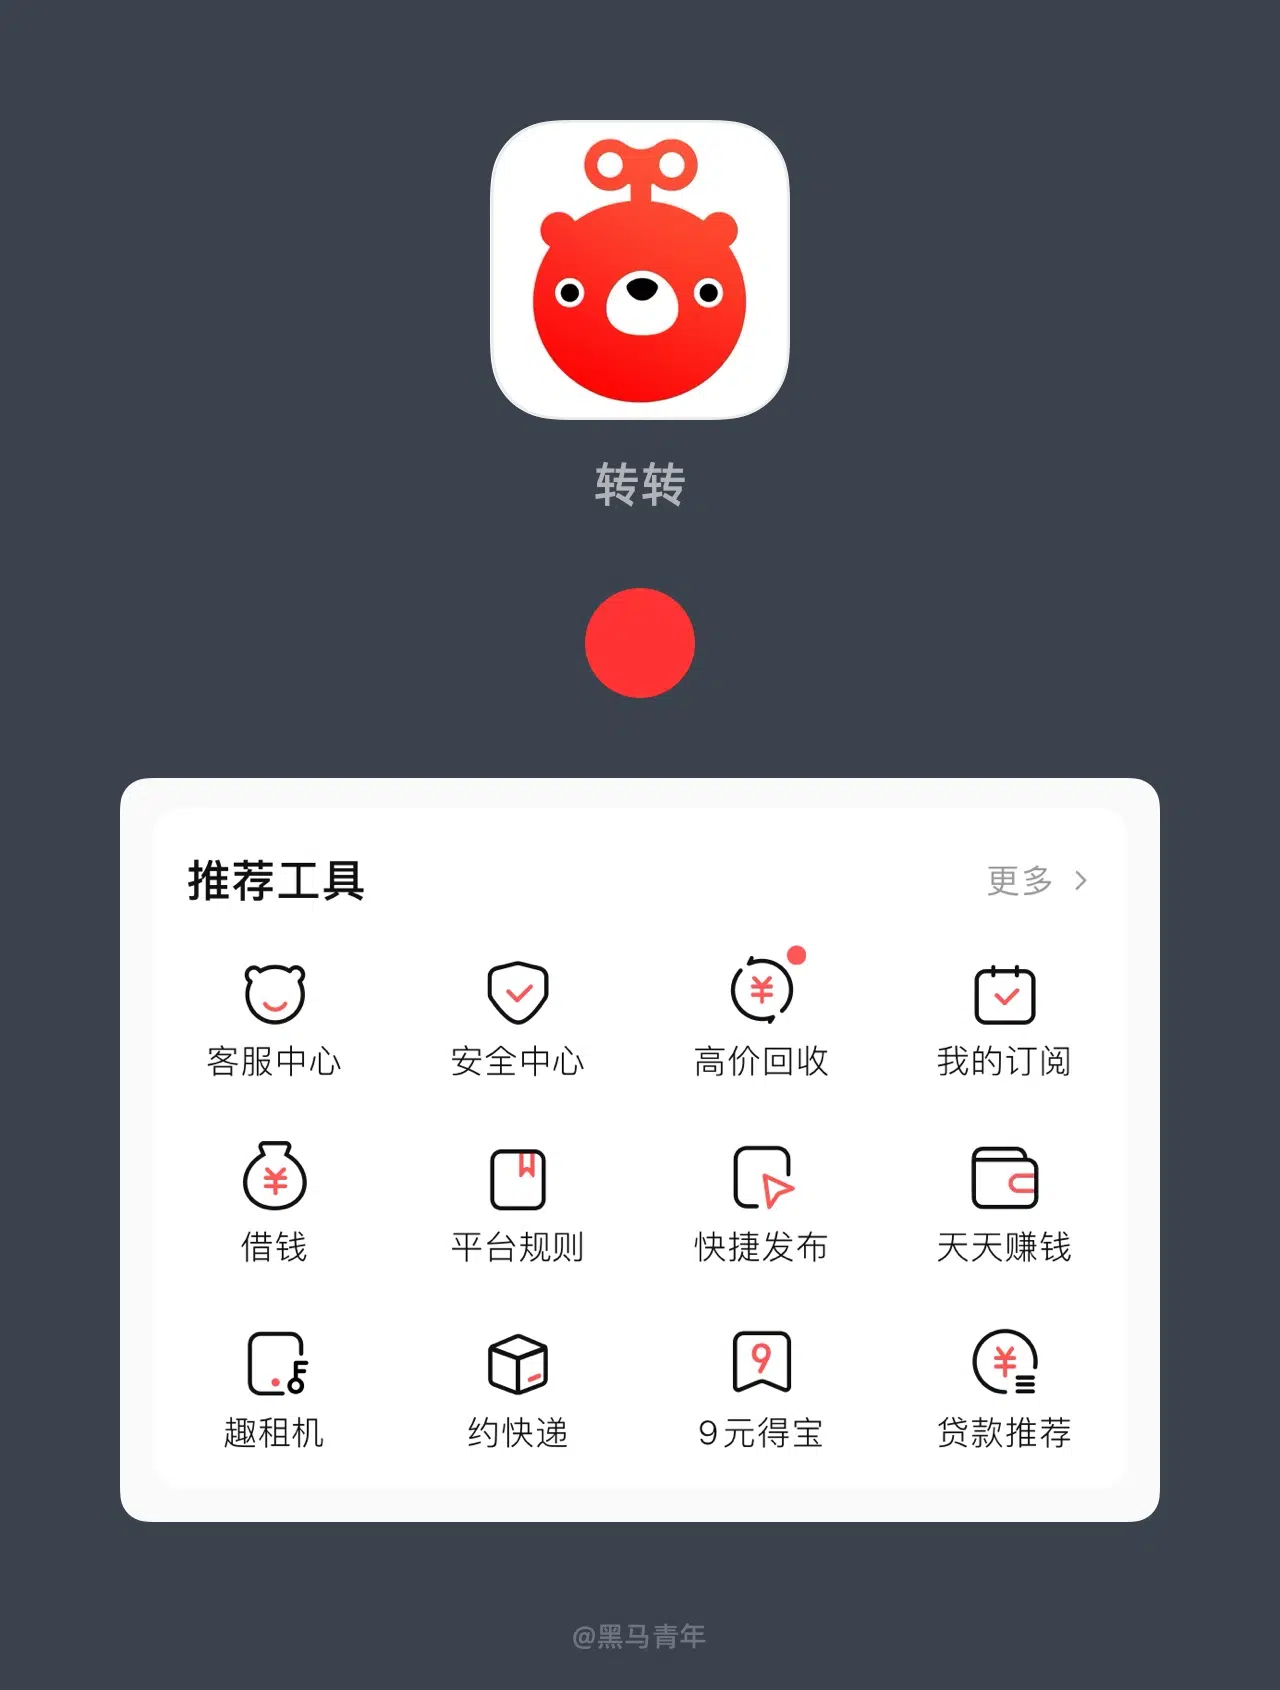 转转
推荐工具
更多 >
客服中心
安全中心
¥
高价回收
我的订阅
¥
借钱
平台规则
快捷发布
天天赚钱
趣租机
约快递
9
9元得宝
¥
贷款推荐
@黑马青年